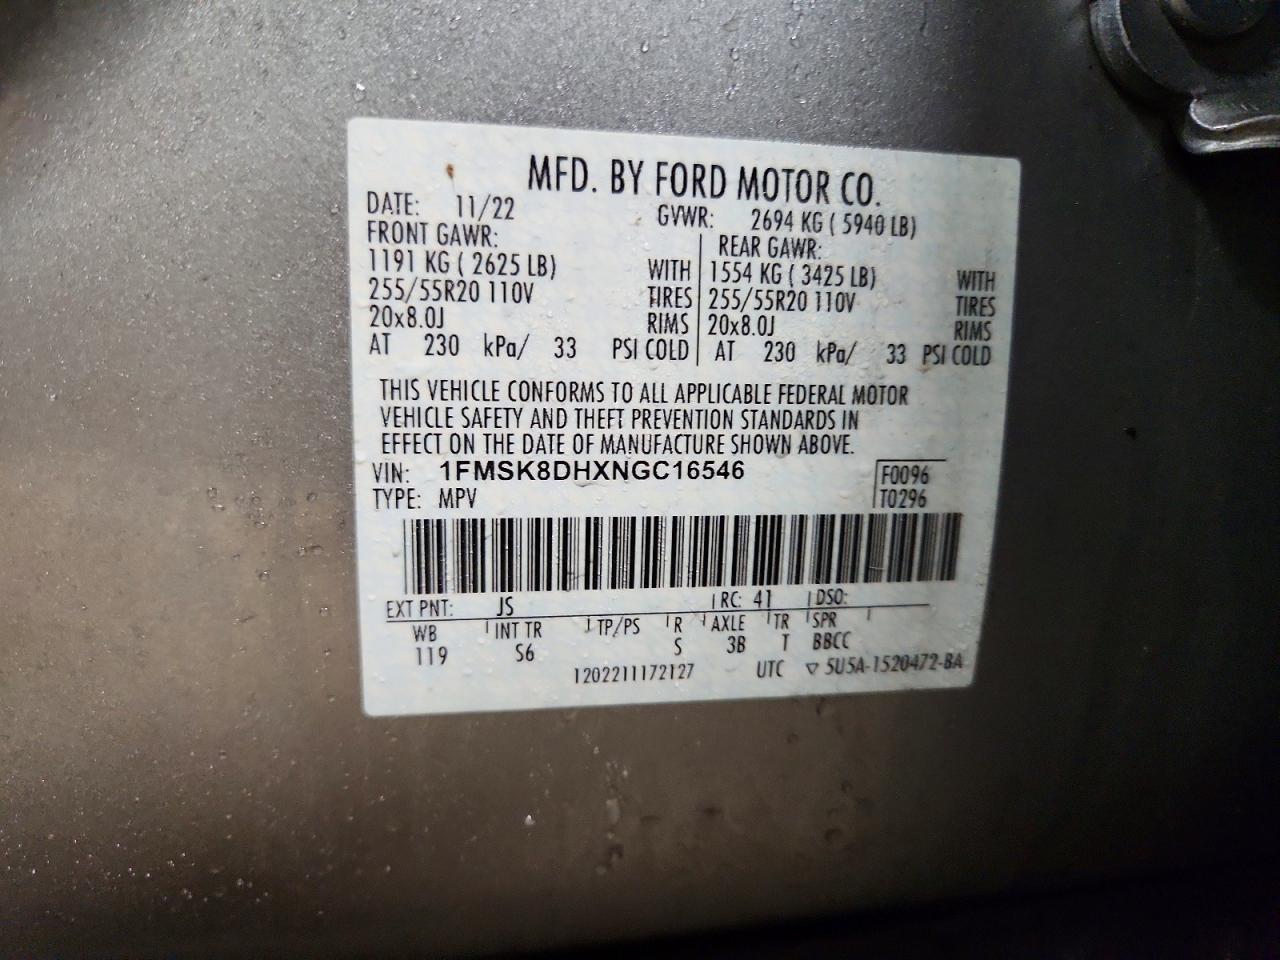 MFD. BY FORD MOTOR CO.
DATE: 11/22 GVWR: 2694 KG ( 5940 LB)
FRONT GAWR: REAR GAWR:
1191 KG ( 2625 LB) WITH 1554 KG ( 3425 LB) WITH
255/55R20 110V TIRES 255/55R20 110V TIRES
20x8.0J RIMS 20x8.0J RIMS
AT 230 kPa/ 33 PSI COLD AT 230 kPa/ 33 PSI COLD
THIS VEHICLE CONFORMS TO ALL APPLICABLE FEDERAL MOTOR
VEHICLE SAFETY AND THEFT PREVENTION STANDARDS IN
EFFECT ON THE DATE OF MANUFACTURE SHOWN ABOVE.
VIN: 1FMSK8DHXNGC16546 F0096
TYPE: MPV T0296
EXT PNT: JS RC: 41 DSO:
WB INT TR TP/PS R AXLE TR SPR
119 S6 S 3B T BBCC
1202211172127 UTC ▽ 5U5A-1520472-BA